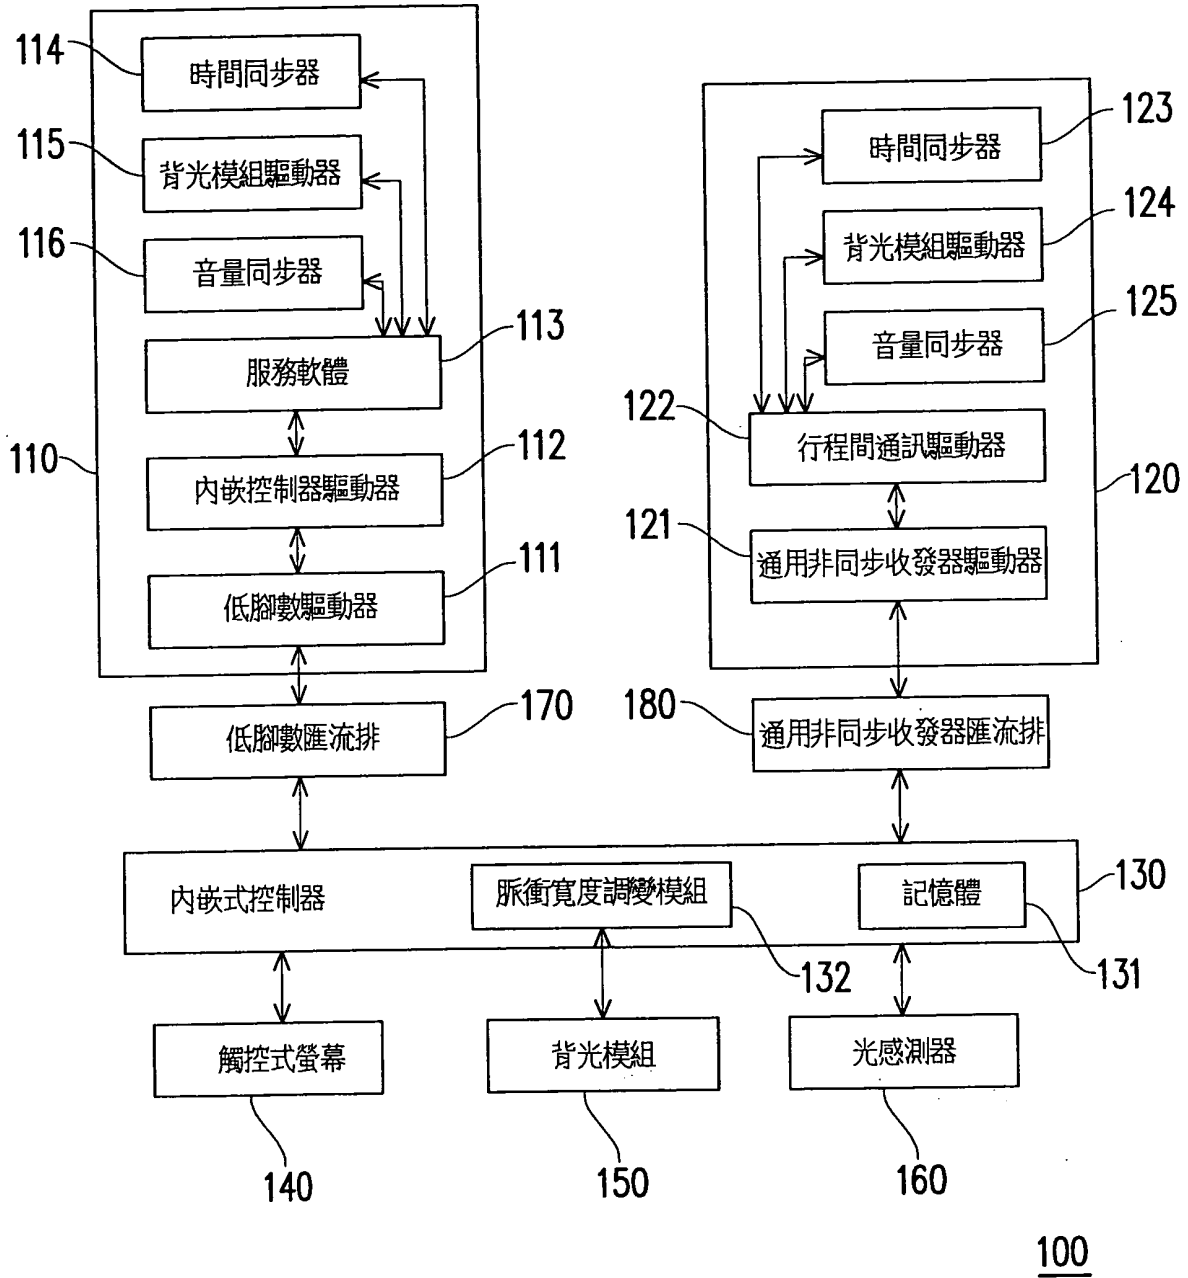 114
時間同步器
115
背光模組驅動器
116
音量同步器
113
服務軟體
112
內嵌控制器驅動器
110
111
低腳數驅動器
170
低腳數匯流排
123
時間同步器
124
背光模組驅動器
125
音量同步器
122
行程間通訊驅動器
120
121
通用非同步收發器驅動器
180
通用非同步收發器匯流排
內嵌式控制器
脈衝寬度調變模組
記憶體
130
132
131
觸控式螢幕
背光模組
光感測器
140
150
160
100